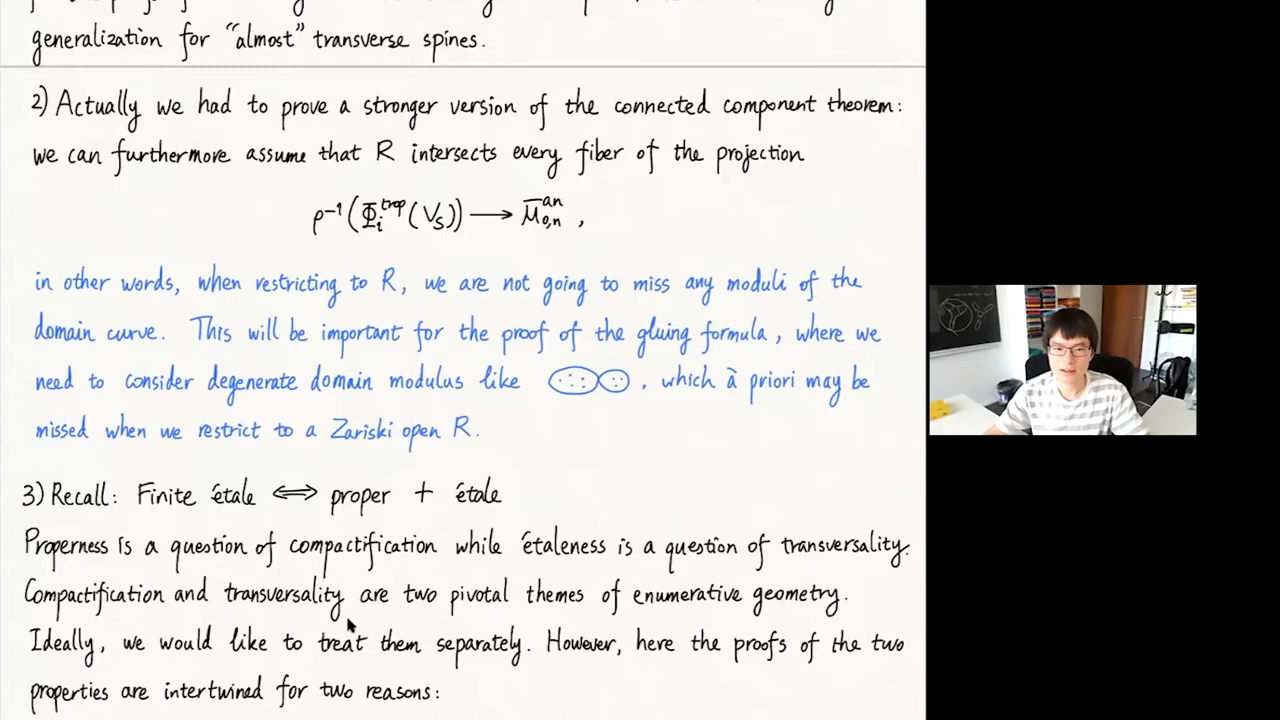 generalization for “almost” transverse spines.
2) Actually we had to prove a stronger version of the connected component theorem:
we can furthermore assume that R intersects every fiber of the projection
ρ⁻¹(Φᵢᵗʳᵒᵖ(Vₛ)) ⟶ M̄₀,ₙᵃⁿ ,
in other words, when restricting to R, we are not going to miss any moduli of the
domain curve. This will be important for the proof of the gluing formula, where we
need to consider degenerate domain modulus like , which à priori may be
missed when we restrict to a Zariski open R.
3) Recall: Finite étale ⟺ proper + étale
Properness is a question of compactification while étaleness is a question of transversality.
Compactification and transversality are two pivotal themes of enumerative geometry.
Ideally, we would like to treat them separately. However, here the proofs of the two
properties are intertwined for two reasons: